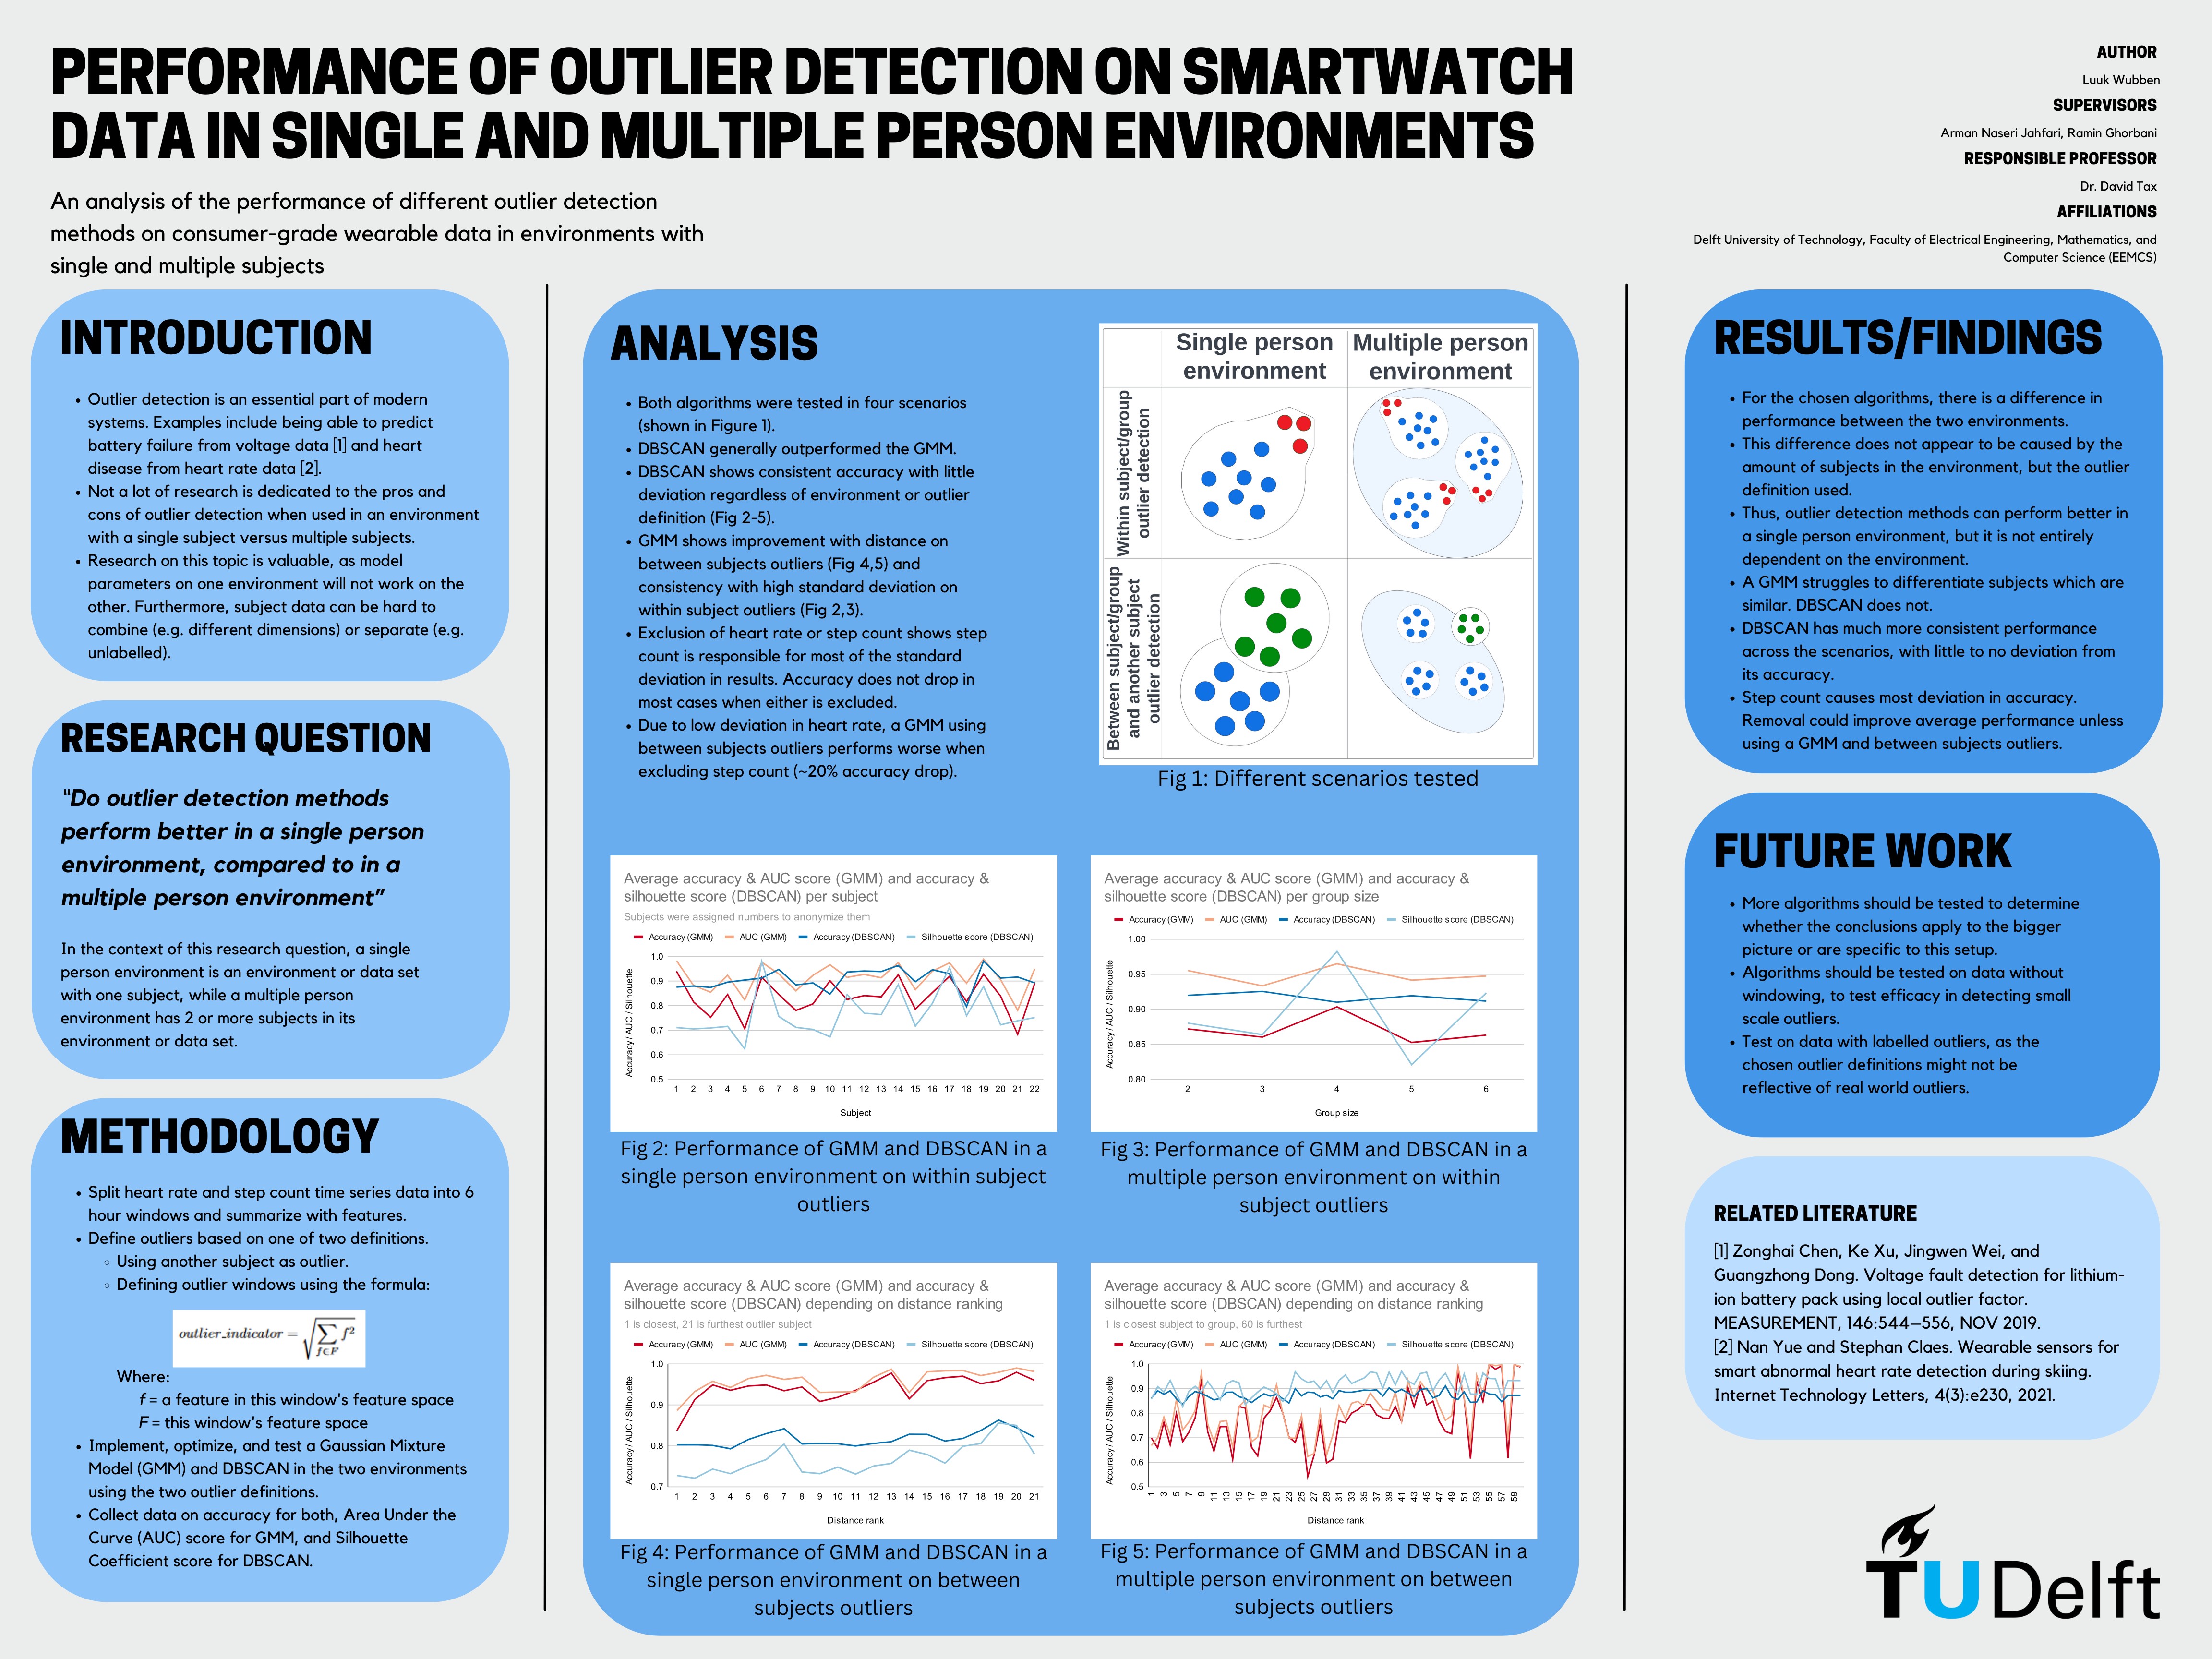 PERFORMANCE OF OUTLIER DETECTION ON SMARTWATCH
DATA IN SINGLE AND MULTIPLE PERSON ENVIRONMENTS
An analysis of the performance of different outlier detection
methods on consumer-grade wearable data in environments with
single and multiple subjects
AUTHOR
Luuk Wubben
SUPERVISORS
Arman Naseri Jahfari, Ramin Ghorbani
RESPONSIBLE PROFESSOR
Dr. David Tax
AFFILIATIONS
Delft University of Technology, Faculty of Electrical Engineering, Mathematics, and
Computer Science (EEMCS)
INTRODUCTION
• Outlier detection is an essential part of modern
systems. Examples include being able to predict
battery failure from voltage data [1] and heart
disease from heart rate data [2].
• Not a lot of research is dedicated to the pros and
cons of outlier detection when used in an environment
with a single subject versus multiple subjects.
• Research on this topic is valuable, as model
parameters on one environment will not work on the
other. Furthermore, subject data can be hard to
combine (e.g. different dimensions) or separate (e.g.
unlabelled).
RESEARCH QUESTION
"Do outlier detection methods
perform better in a single person
environment, compared to in a
multiple person environment”
In the context of this research question, a single
person environment is an environment or data set
with one subject, while a multiple person
environment has 2 or more subjects in its
environment or data set.
METHODOLOGY
• Split heart rate and step count time series data into 6
hour windows and summarize with features.
• Define outliers based on one of two definitions.
◦ Using another subject as outlier.
◦ Defining outlier windows using the formula:
outlier_indicator = √∑ f²
f∈F
Where:
f = a feature in this window's feature space
F = this window's feature space
• Implement, optimize, and test a Gaussian Mixture
Model (GMM) and DBSCAN in the two environments
using the two outlier definitions.
• Collect data on accuracy for both, Area Under the
Curve (AUC) score for GMM, and Silhouette
Coefficient score for DBSCAN.
ANALYSIS
• Both algorithms were tested in four scenarios
(shown in Figure 1).
• DBSCAN generally outperformed the GMM.
• DBSCAN shows consistent accuracy with little
deviation regardless of environment or outlier
definition (Fig 2-5).
• GMM shows improvement with distance on
between subjects outliers (Fig 4,5) and
consistency with high standard deviation on
within subject outliers (Fig 2,3).
• Exclusion of heart rate or step count shows step
count is responsible for most of the standard
deviation in results. Accuracy does not drop in
most cases when either is excluded.
• Due to low deviation in heart rate, a GMM using
between subjects outliers performs worse when
excluding step count (~20% accuracy drop).
Single person
environment
Multiple person
environment
Within subject/group
outlier detection
Between subject/group
and another subject
outlier detection
Fig 1: Different scenarios tested
Average accuracy & AUC score (GMM) and accuracy &
silhouette score (DBSCAN) per subject
Subjects were assigned numbers to anonymize them
Accuracy (GMM) AUC (GMM) Accuracy (DBSCAN) Silhouette score (DBSCAN)
Accuracy / AUC / Silhouette
1.0
0.9
0.8
0.7
0.6
0.5
1 2 3 4 5 6 7 8 9 10 11 12 13 14 15 16 17 18 19 20 21 22
Subject
Fig 2: Performance of GMM and DBSCAN in a
single person environment on within subject
outliers
Average accuracy & AUC score (GMM) and accuracy &
silhouette score (DBSCAN) per group size
Accuracy (GMM) AUC (GMM) Accuracy (DBSCAN) Silhouette score (DBSCAN)
Accuracy / AUC / Silhouette
1.00
0.95
0.90
0.85
0.80
2 3 4 5 6
Group size
Fig 3: Performance of GMM and DBSCAN in a
multiple person environment on within
subject outliers
Average accuracy & AUC score (GMM) and accuracy &
silhouette score (DBSCAN) depending on distance ranking
1 is closest, 21 is furthest outlier subject
Accuracy (GMM) AUC (GMM) Accuracy (DBSCAN) Silhouette score (DBSCAN)
Accuracy / AUC / Silhouette
1.0
0.9
0.8
0.7
1 2 3 4 5 6 7 8 9 10 11 12 13 14 15 16 17 18 19 20 21
Distance rank
Fig 4: Performance of GMM and DBSCAN in a
single person environment on between
subjects outliers
Average accuracy & AUC score (GMM) and accuracy &
silhouette score (DBSCAN) depending on distance ranking
1 is closest subject to group, 60 is furthest
Accuracy (GMM) AUC (GMM) Accuracy (DBSCAN) Silhouette score (DBSCAN)
Accuracy / AUC / Silhouette
1.0
0.9
0.8
0.7
0.6
0.5
1 3 5 7 9 11 13 15 17 19 21 23 25 27 29 31 33 35 37 39 41 43 45 47 49 51 53 55 57 59
Distance rank
Fig 5: Performance of GMM and DBSCAN in a
multiple person environment on between
subjects outliers
RESULTS/FINDINGS
• For the chosen algorithms, there is a difference in
performance between the two environments.
• This difference does not appear to be caused by the
amount of subjects in the environment, but the outlier
definition used.
• Thus, outlier detection methods can perform better in
a single person environment, but it is not entirely
dependent on the environment.
• A GMM struggles to differentiate subjects which are
similar. DBSCAN does not.
• DBSCAN has much more consistent performance
across the scenarios, with little to no deviation from
its accuracy.
• Step count causes most deviation in accuracy.
Removal could improve average performance unless
using a GMM and between subjects outliers.
FUTURE WORK
• More algorithms should be tested to determine
whether the conclusions apply to the bigger
picture or are specific to this setup.
• Algorithms should be tested on data without
windowing, to test efficacy in detecting small
scale outliers.
• Test on data with labelled outliers, as the
chosen outlier definitions might not be
reflective of real world outliers.
RELATED LITERATURE
[1] Zonghai Chen, Ke Xu, Jingwen Wei, and
Guangzhong Dong. Voltage fault detection for lithium-
ion battery pack using local outlier factor.
MEASUREMENT, 146:544–556, NOV 2019.
[2] Nan Yue and Stephan Claes. Wearable sensors for
smart abnormal heart rate detection during skiing.
Internet Technology Letters, 4(3):e230, 2021.
TU Delft